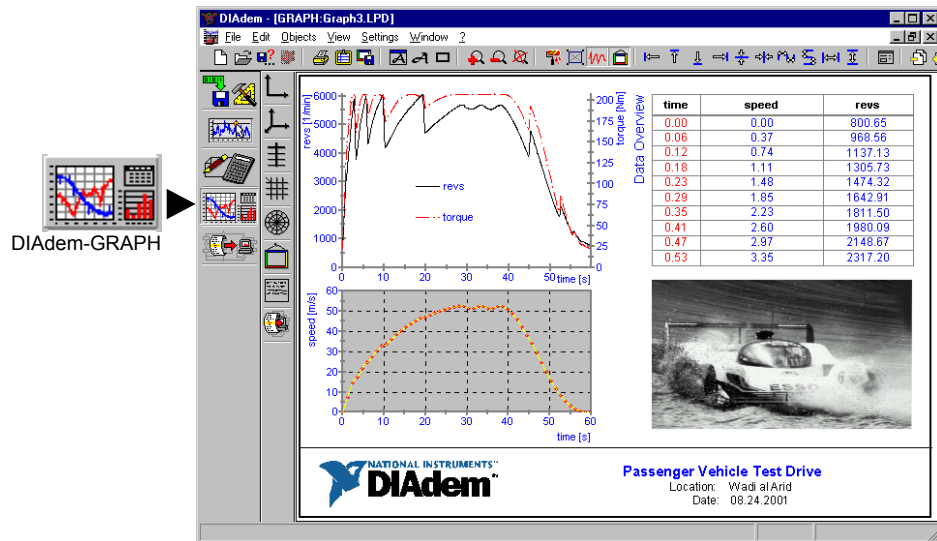 DIAdem - [GRAPH:Graph3.LPD]
File Edit Objects View Settings Window ?
DIAdem-GRAPH
revs [1/min]
6000
5000
4000
3000
2000
1000
0
revs
torque
torque [Nm]
200
175
150
125
100
75
50
25
0
0 10 20 30 40 50 time [s]
Data Overview
time speed revs
0.00 0.00 800.65
0.06 0.37 968.56
0.12 0.74 1137.13
0.18 1.11 1305.73
0.23 1.48 1474.32
0.29 1.85 1642.91
0.35 2.23 1811.50
0.41 2.60 1980.09
0.47 2.97 2148.67
0.53 3.35 2317.20
speed [m/s]
60
50
40
30
20
10
0
0 10 20 30 40 50 60
time [s]
ESSO
NATIONAL INSTRUMENTS™
DIAdem™
Passenger Vehicle Test Drive
Location: Wadi al Arid
Date: 08.24.2001